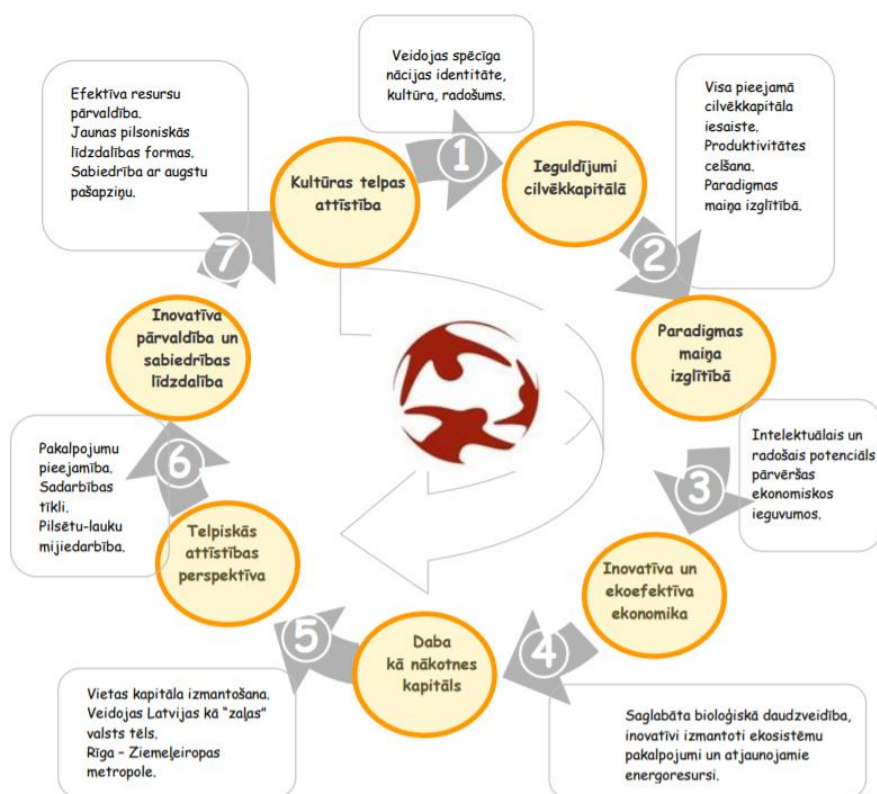 Veidojas spēcīga
nācijas identitāte,
kultūra, radošums.
Efektīva resursu
pārvaldība.
Jaunas pilsoniskās
līdzdalības formas.
Sabiedrība ar augstu
pašapziņu.
Visa pieejamā
cilvēkkapitāla
iesaiste.
Produktivitātes
celšana.
Paradigmas
maiņa izglītībā.
Kultūras telpas
attīstība
1
Ieguldījumi
cilvēkkapitālā
2
Paradigmas
maiņa
izglītībā
3
Intelektuālais un
radošais potenciāls
pārvēršas
ekonomiskos
ieguvumos.
Inovatīva un
ekoefektīva
ekonomika
4
Saglabāta bioloģiskā daudzveidība,
inovatīvi izmantoti ekosistēmu
pakalpojumi un atjaunojamie
energoresursi.
Daba
kā nākotnes
kapitāls
5
Vietas kapitāla izmantošana.
Veidojas Latvijas kā "zaļas"
valsts tēls.
Rīga - Ziemeļeiropas
metropole.
Telpiskās
attīstības
perspektīva
6
Pakalpojumu
pieejamība.
Sadarbības
tīkli.
Pilsētu-lauku
mijiedarbība.
Inovatīva
pārvaldība un
sabiedrības
līdzdalība
7